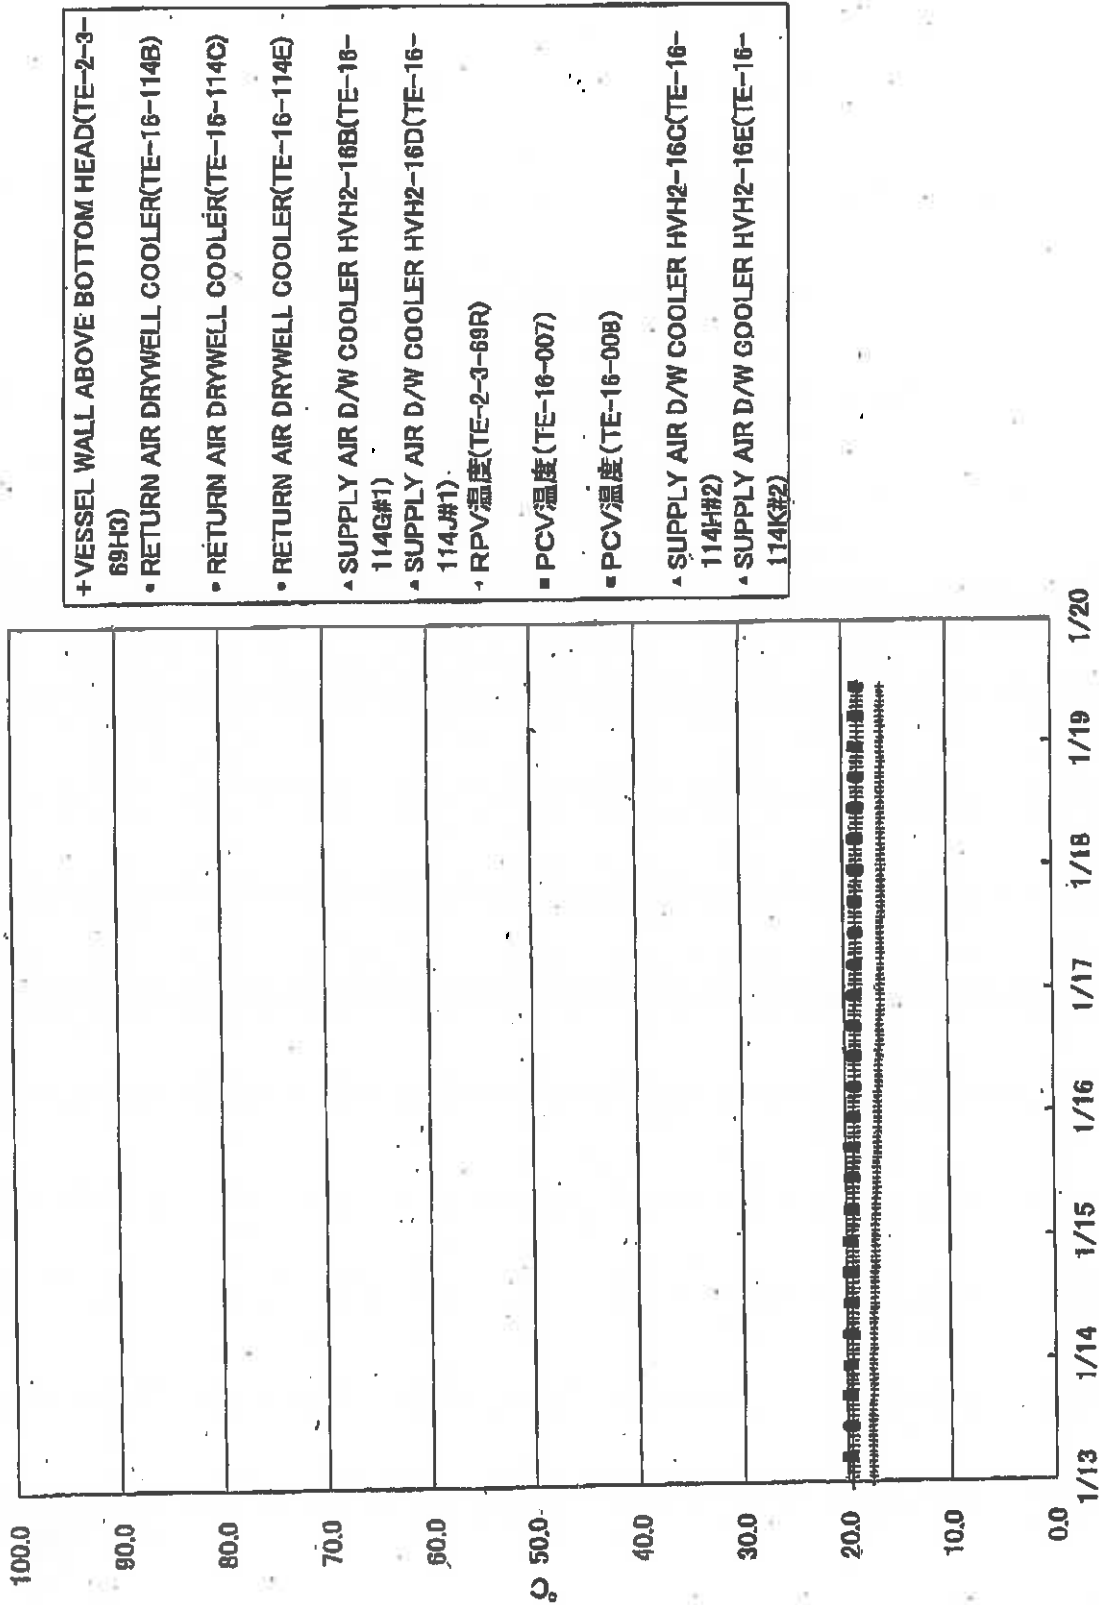 100.0
90.0
80.0
70.0
60.0
℃ 50.0
40.0
30.0
20.0
10.0
0.0
1/13 1/14 1/15 1/16 1/17 1/18 1/19 1/20
+VESSEL WALL ABOVE BOTTOM HEAD(TE-2-3-
69H3)
● RETURN AIR DRYWELL COOLER(TE-16-114B)
● RETURN AIR DRYWELL COOLER(TE-16-114C)
● RETURN AIR DRYWELL COOLER(TE-16-114E)
▲ SUPPLY AIR D/W COOLER HVH2-16B(TE-16-
114G#1)
▲ SUPPLY AIR D/W COOLER HVH2-16D(TE-16-
114J#1)
+ RPV温度(TE-2-3-69R)
■ PCV温度(TE-16-007)
■ PCV温度(TE-16-008)
▲ SUPPLY AIR D/W COOLER HVH2-16C(TE-16-
114H#2)
▲ SUPPLY AIR D/W COOLER HVH2-16E(TE-16-
114K#2)